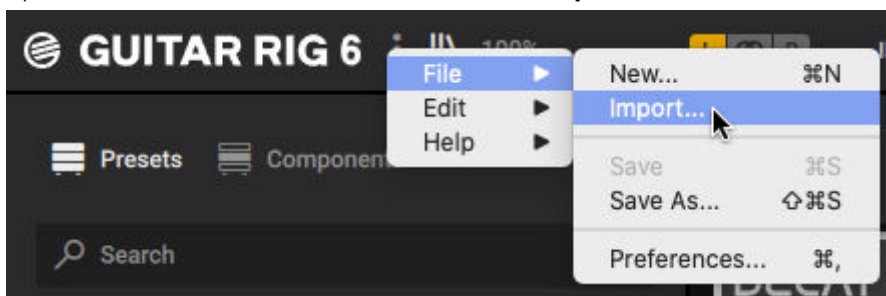 GUITAR RIG 6
100%
File
Edit
Help
New... ⌘N
Import...
Save ⌘S
Save As... ⇧⌘S
Preferences... ⌘,
Presets
Componen
Search